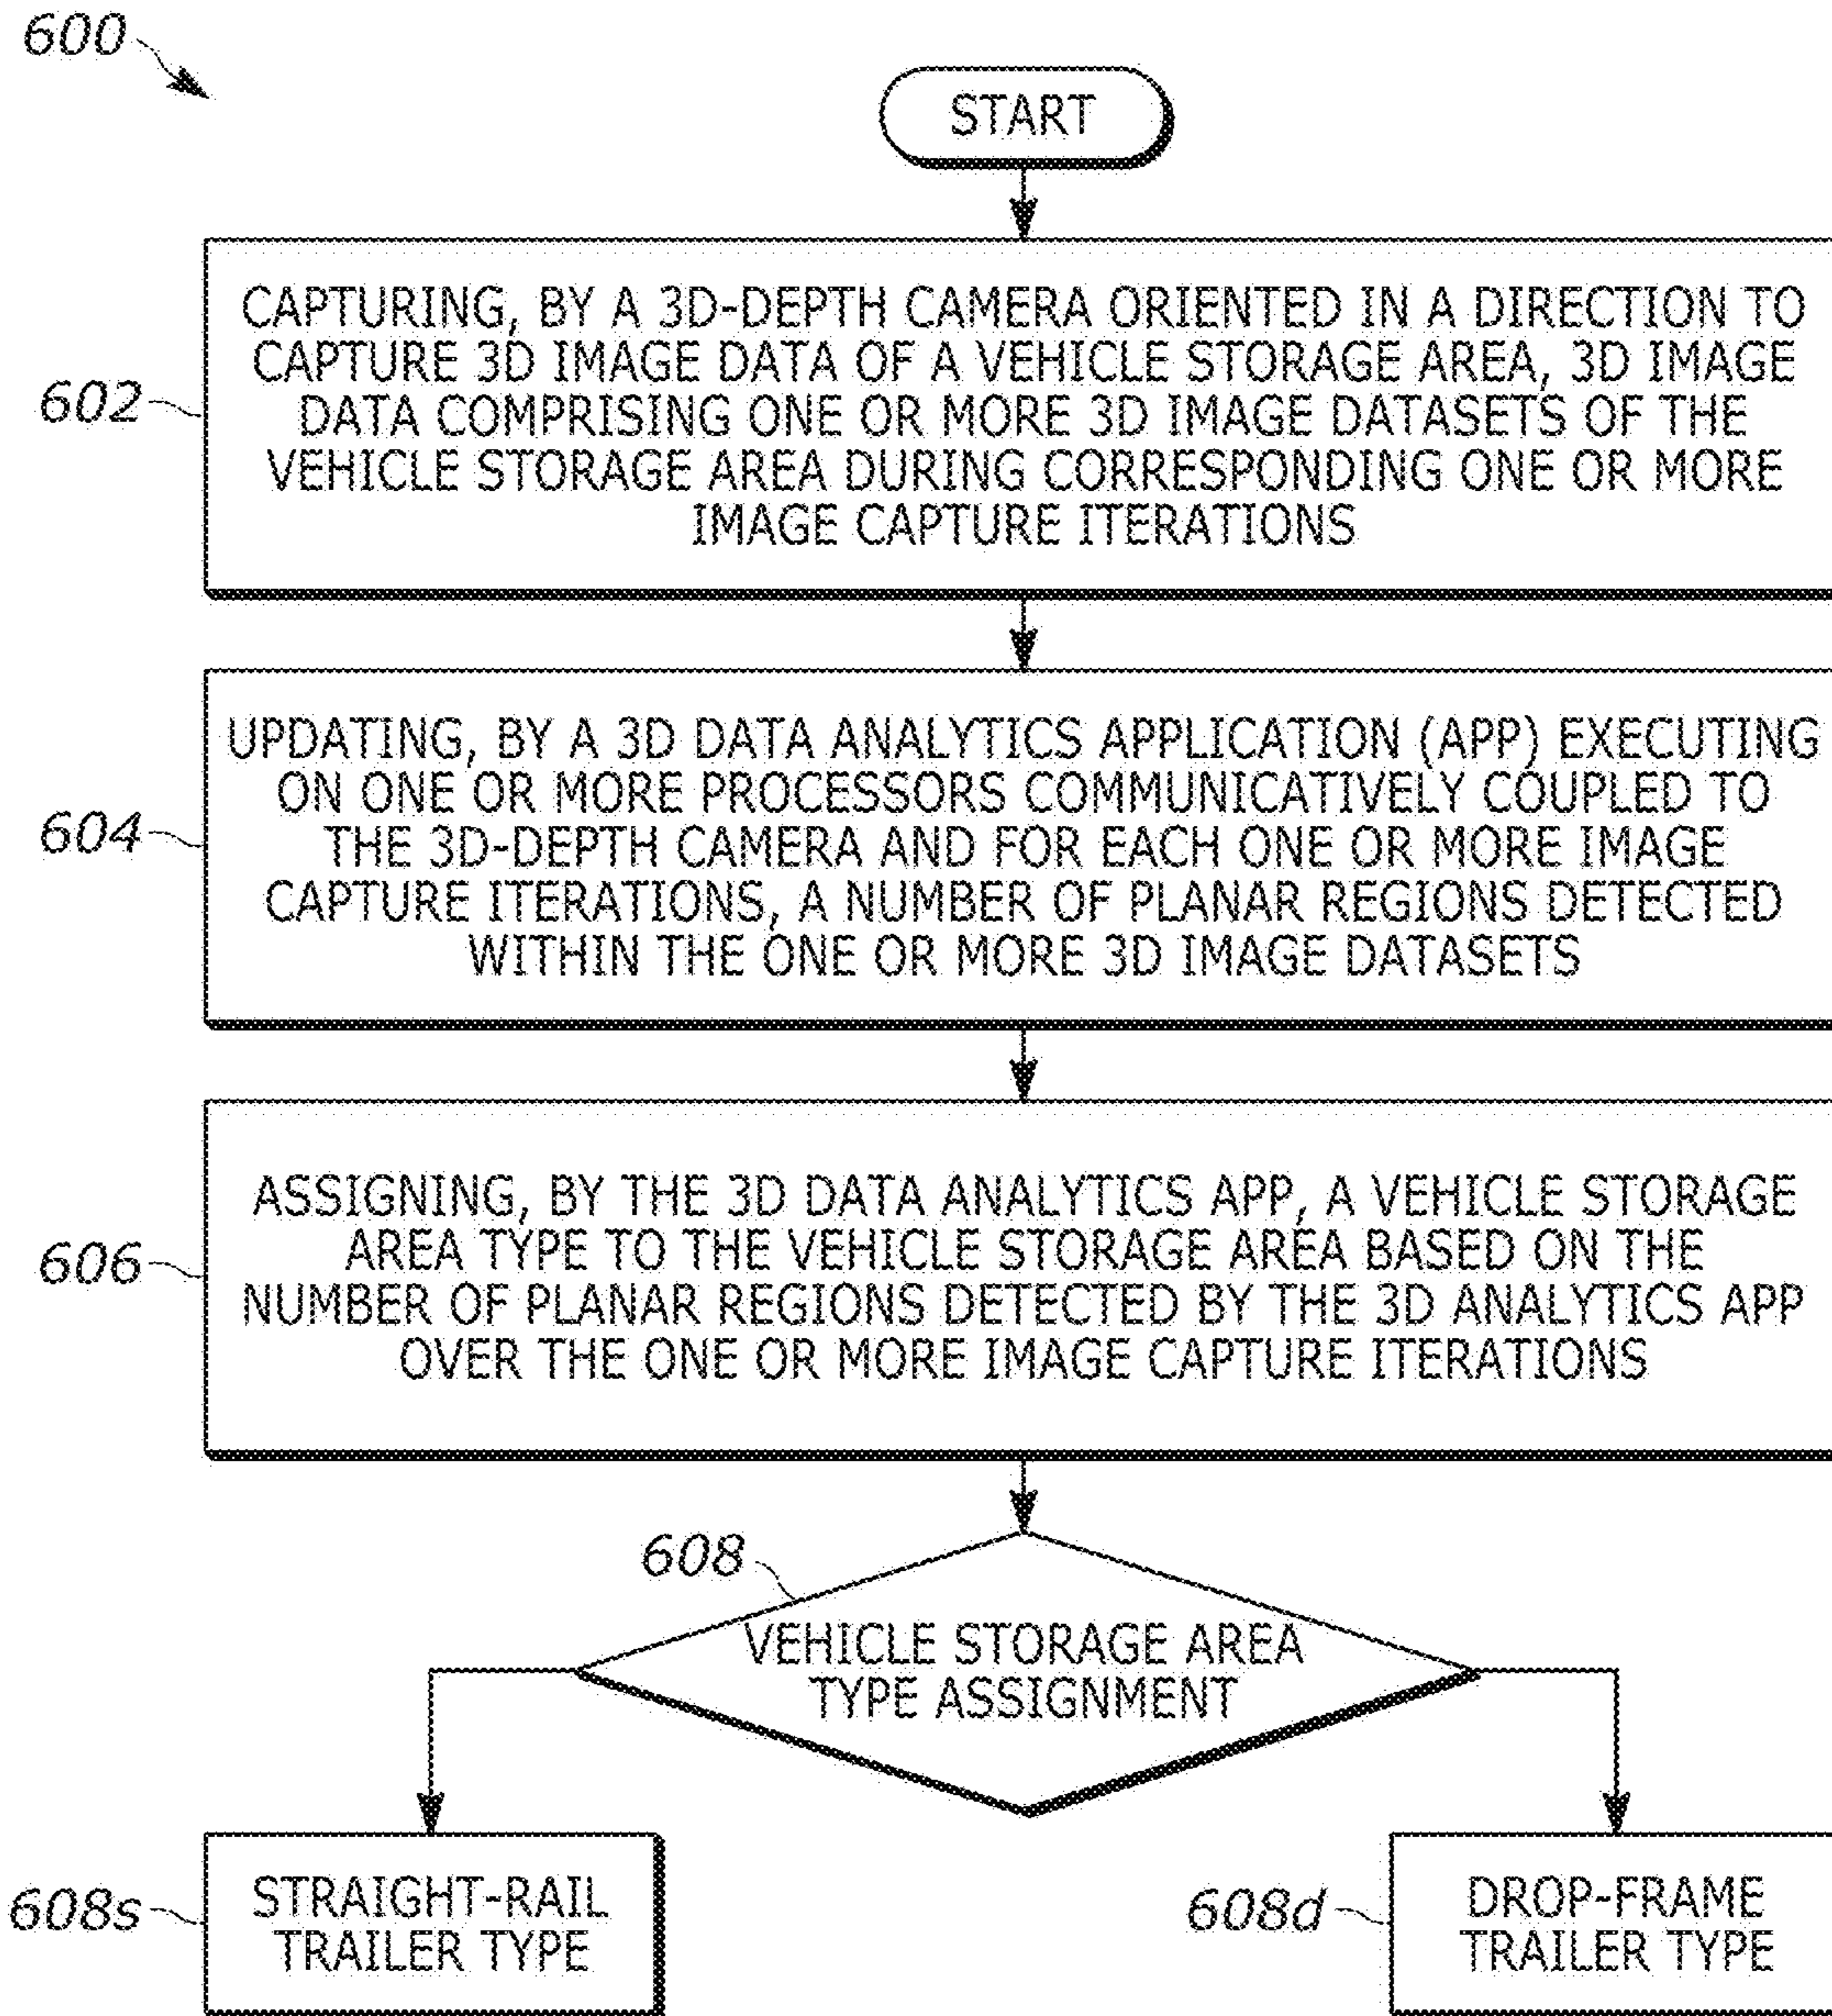 600
START
602
CAPTURING, BY A 3D-DEPTH CAMERA ORIENTED IN A DIRECTION TO
CAPTURE 3D IMAGE DATA OF A VEHICLE STORAGE AREA, 3D IMAGE
DATA COMPRISING ONE OR MORE 3D IMAGE DATASETS OF THE
VEHICLE STORAGE AREA DURING CORRESPONDING ONE OR MORE
IMAGE CAPTURE ITERATIONS
604
UPDATING, BY A 3D DATA ANALYTICS APPLICATION (APP) EXECUTING
ON ONE OR MORE PROCESSORS COMMUNICATIVELY COUPLED TO
THE 3D-DEPTH CAMERA AND FOR EACH ONE OR MORE IMAGE
CAPTURE ITERATIONS, A NUMBER OF PLANAR REGIONS DETECTED
WITHIN THE ONE OR MORE 3D IMAGE DATASETS
606
ASSIGNING, BY THE 3D DATA ANALYTICS APP, A VEHICLE STORAGE
AREA TYPE TO THE VEHICLE STORAGE AREA BASED ON THE
NUMBER OF PLANAR REGIONS DETECTED BY THE 3D ANALYTICS APP
OVER THE ONE OR MORE IMAGE CAPTURE ITERATIONS
608
VEHICLE STORAGE AREA
TYPE ASSIGNMENT
608s
STRAIGHT-RAIL
TRAILER TYPE
608d
DROP-FRAME
TRAILER TYPE